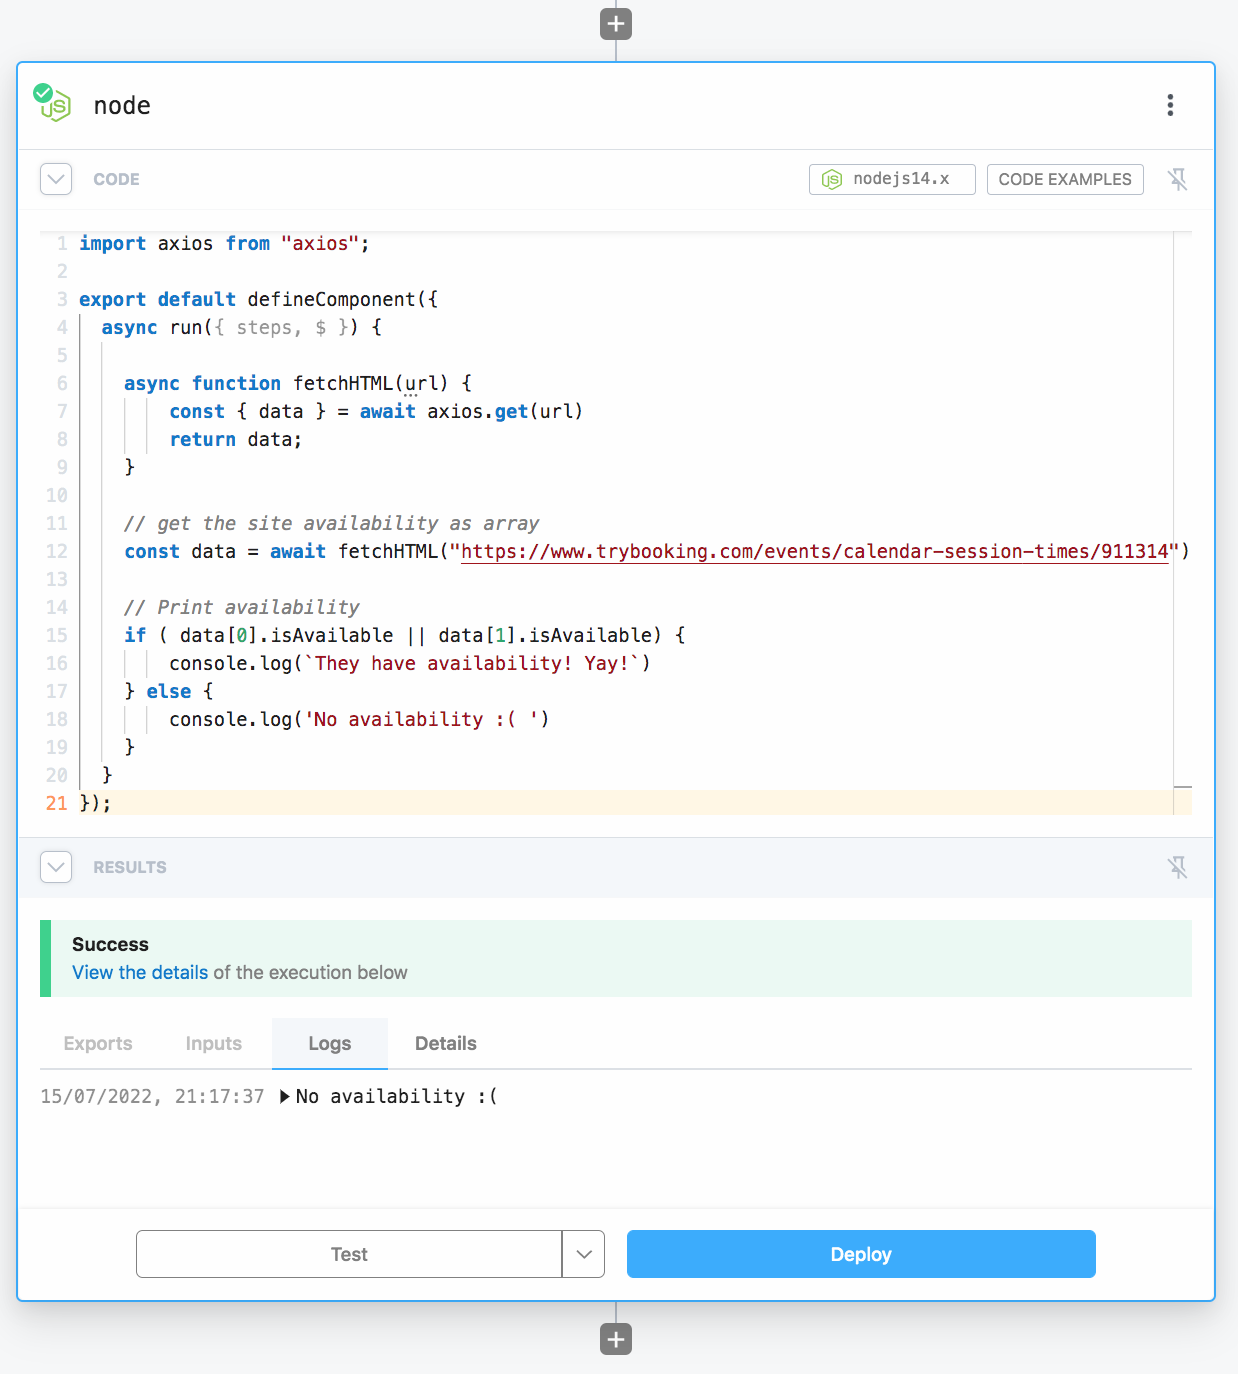 JS node
CODE JS nodejs14.x CODE EXAMPLES
1 import axios from "axios";
2
3 export default defineComponent({
4 async run({ steps, $ }) {
5
6 async function fetchHTML(url) {
7 const { data } = await axios.get(url)
8 return data;
9 }
10
11 // get the site availability as array
12 const data = await fetchHTML("https://www.trybooking.com/events/calendar-session-times/911314")
13
14 // Print availability
15 if ( data[0].isAvailable || data[1].isAvailable) {
16 console.log(`They have availability! Yay!`)
17 } else {
18 console.log('No availability :( ')
19 }
20 }
21 });
RESULTS
Success
View the details of the execution below
Exports Inputs Logs Details
15/07/2022, 21:17:37 No availability :(
Test Deploy